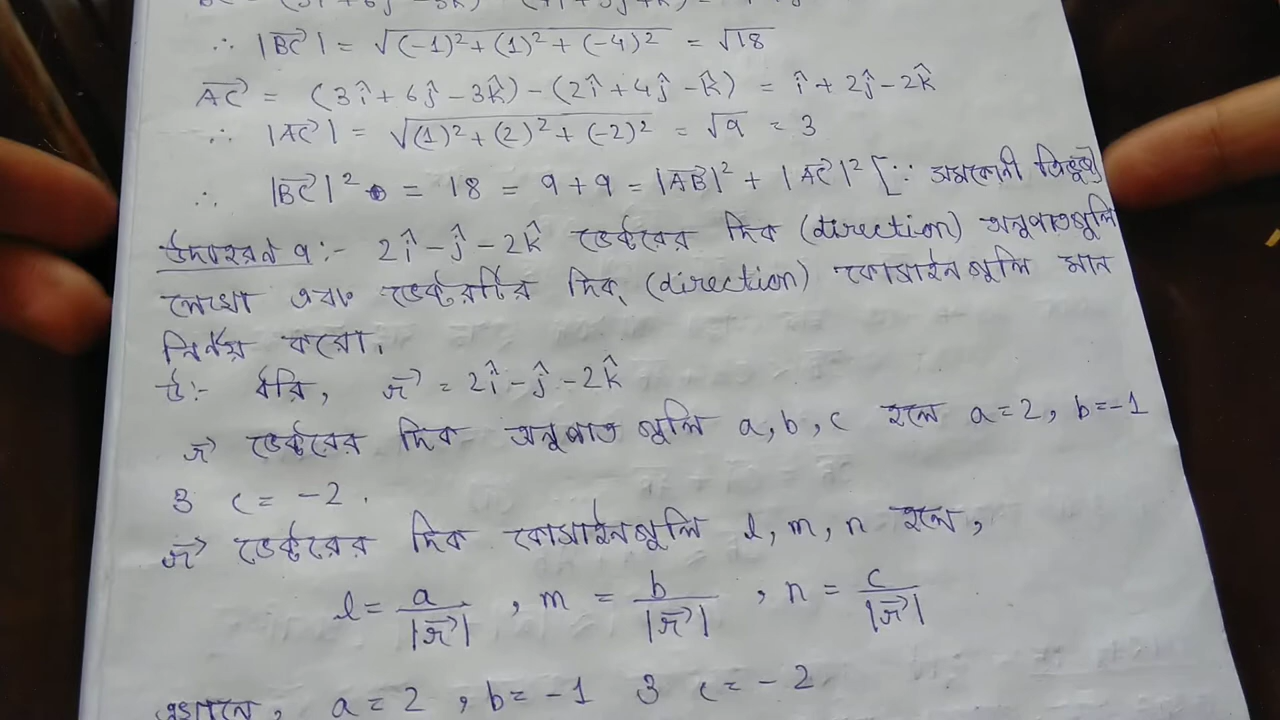 ∴ |BC⃗| = √((-1)²+(1)²+(-4)²) = √18
AC⃗ = (3î+6ĵ-3k̂)-(2î+4ĵ-k̂) = î+2ĵ-2k̂
∴ |AC⃗| = √((1)²+(2)²+(-2)²) = √9 = 3
∴ |BC⃗|² = 18 = 9+9 = |AB⃗|² + |AC⃗|² [∵ সমকোনী ত্রিভুজ]
উদাহরন 9:- 2î-ĵ-2k̂ ভেক্টরের দিক (direction) অনুপাতগুলি
লেখো এবং ভেক্টরটির দিক্ (direction) কোসাইনগুলি মান
নির্ণয় করো।
উঃ- ধরি, r⃗ = 2î-ĵ-2k̂
r⃗ ভেক্টরের দিক অনুপাত গুলি a, b, c হলে a=2, b=-1
ও c = -2.
r⃗ ভেক্টরের দিক কোসাইনগুলি l, m, n হলে,
l = a/|r⃗| , m = b/|r⃗| , n = c/|r⃗|
এখানে, a=2, b=-1 ও c=-2